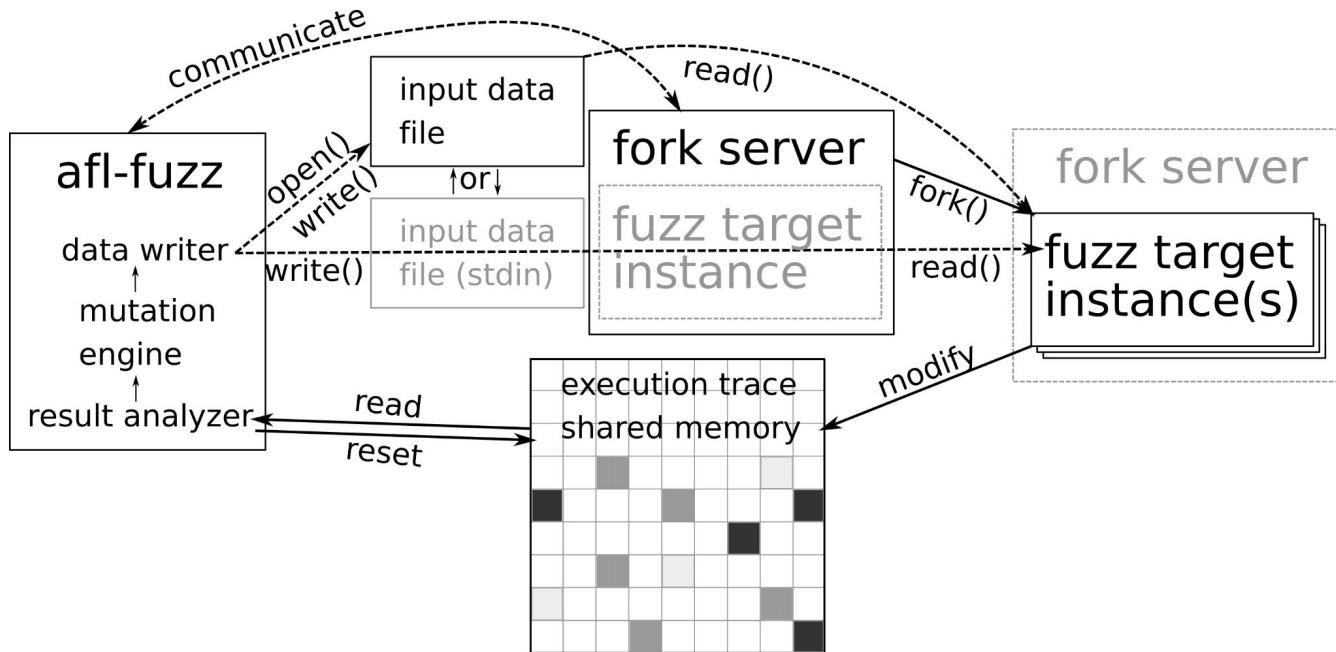 communicate
read()
input data
file
afl-fuzz
open()
write()
↑or↓
fork server
fork()
fork server
data writer
write()
input data
file (stdin)
fuzz target
instance
read()
fuzz target
instance(s)
mutation
engine
result analyzer
read
reset
execution trace
shared memory
modify